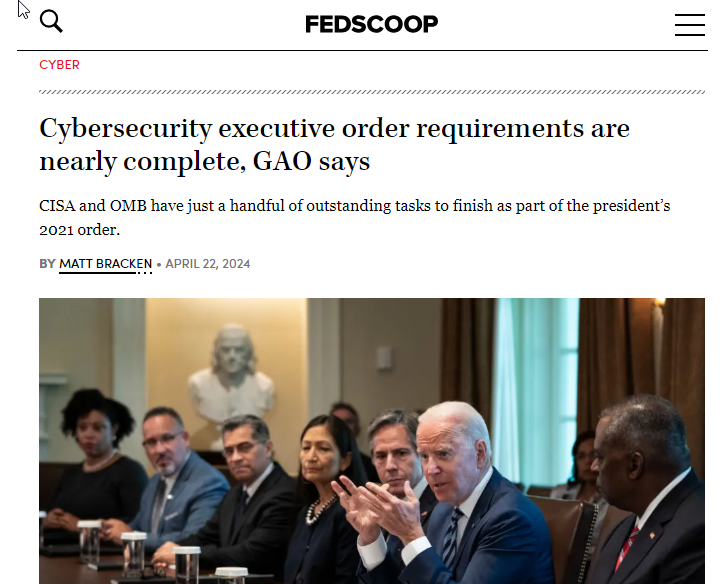 FEDSCOOP
CYBER
Cybersecurity executive order requirements are
nearly complete, GAO says
CISA and OMB have just a handful of outstanding tasks to finish as part of the president’s
2021 order.
BY MATT BRACKEN • APRIL 22, 2024